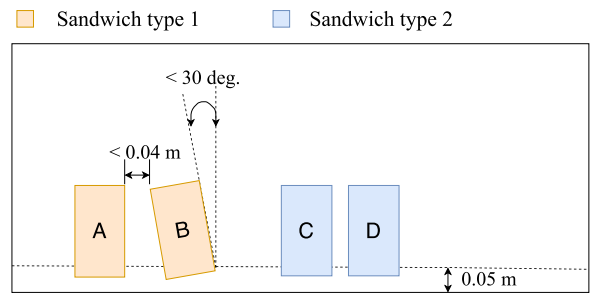 Sandwich type 1
Sandwich type 2
< 30 deg.
< 0.04 m
A
B
C
D
0.05 m